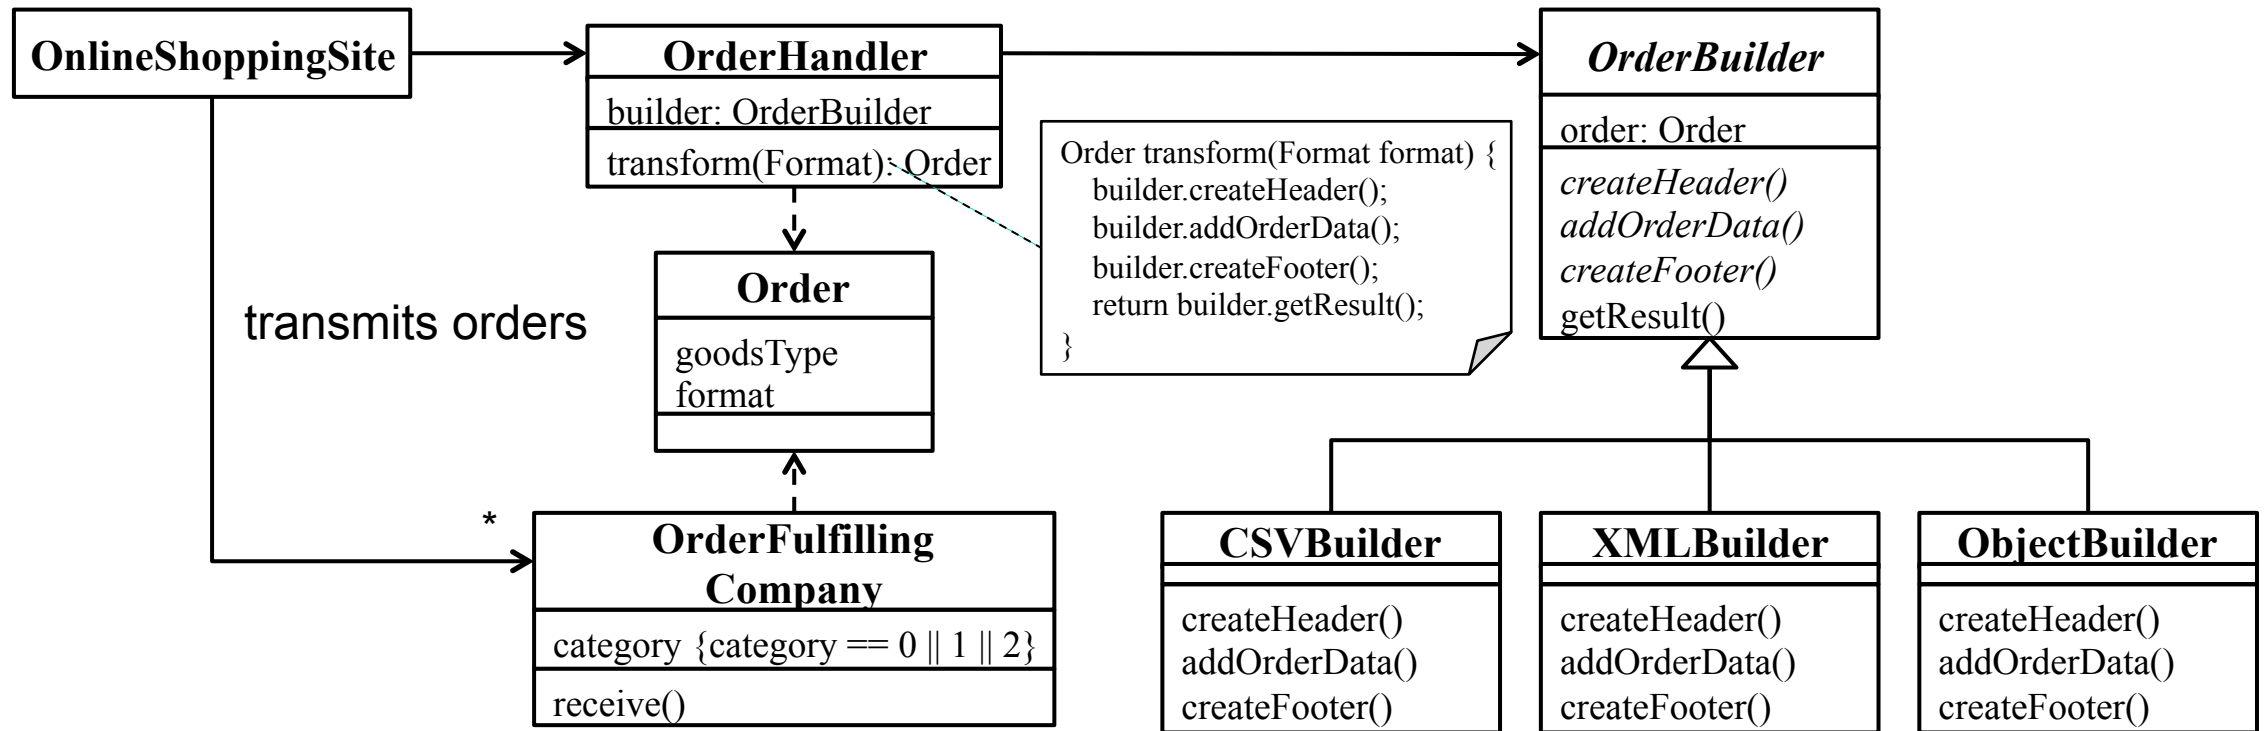 OnlineShoppingSite
OrderHandler
builder: OrderBuilder
transform(Format): Order
OrderBuilder
order: Order
createHeader()
addOrderData()
createFooter()
getResult()
Order transform(Format format) {
builder.createHeader();
builder.addOrderData();
builder.createFooter();
return builder.getResult();
}
Order
goodsType
format
transmits orders
*
OrderFulfilling
Company
category {category == 0 || 1 || 2}
receive()
CSVBuilder
createHeader()
addOrderData()
createFooter()
XMLBuilder
createHeader()
addOrderData()
createFooter()
ObjectBuilder
createHeader()
addOrderData()
createFooter()